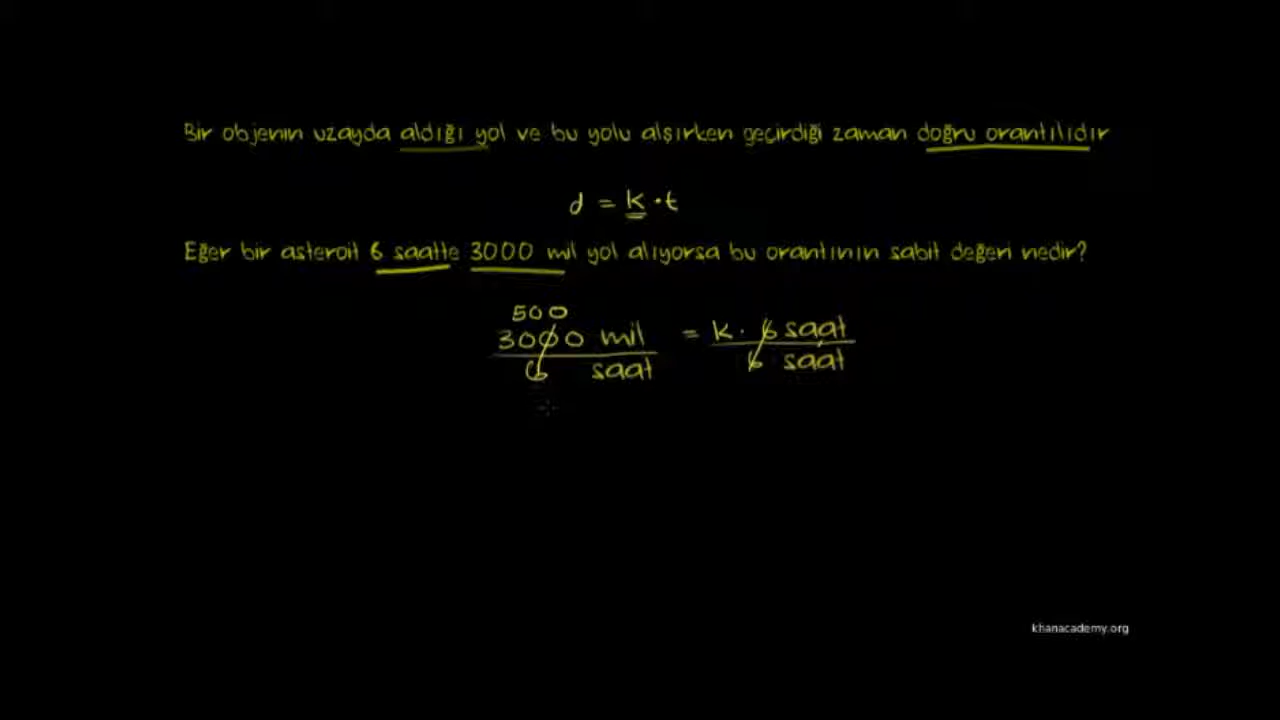 Bir objenin uzayda aldığı yol ve bu yolu alşırken geçirdiği zaman doğru orantılıdır
d = k · t
Eğer bir asteroit 6 saatte 3000 mil yol alıyorsa bu orantının sabit değeri nedir?
500
3000 mil = k · 6 saat
6 saat 6 saat
khanacademy.org